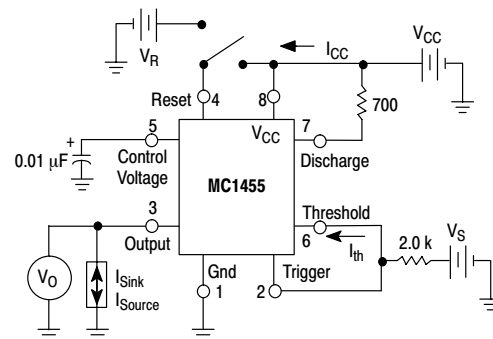 V_R
I_CC
V_CC
Reset
4
8
700
5
V_CC
7
+
0.01 μF
Control
Voltage
Discharge
MC1455
3
Threshold
Output
6
I_th
V_S
2.0 k
V_O
I_Sink
I_Source
Gnd
1
Trigger
2